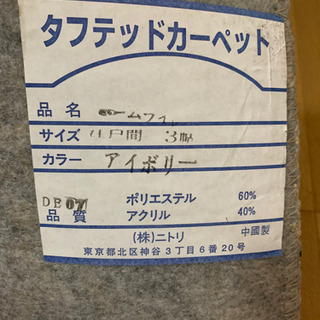 タフテッドカーペット
品名
サイズ 江戸間 3帖
カラー アイボリー
DB07
ポリエステル 60%
品質 アクリル 40%
(株)ニトリ 中國製
東京都北区神谷3丁目6番20号